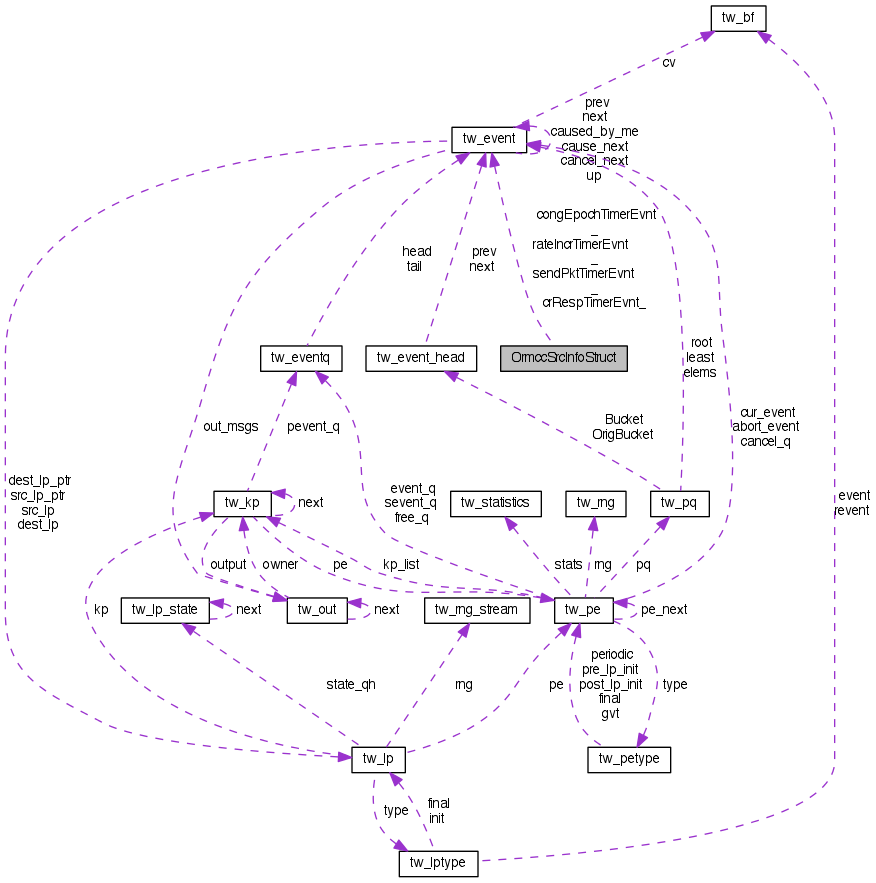 tw_bf
cv
prev
next
caused_by_me
cause_next
cancel_next
up
tw_event
congEpochTimerEvnt
_
rateIncrTimerEvnt
_
sendPktTimerEvnt
_
crRespTimerEvnt_
head
tail
prev
next
tw_eventq
tw_event_head
OrmccSrcInfoStruct
root
least
elems
cur_event
abort_event
cancel_q
out_msgs
pevent_q
Bucket
OrigBucket
dest_lp_ptr
src_lp_ptr
src_lp
dest_lp
event_q
sevent_q
free_q
event
revent
tw_kp
next
tw_statistics
tw_rng
tw_pq
output
owner
pe
kp_list
stats
rng
pq
kp
tw_lp_state
next
tw_out
next
tw_rng_stream
tw_pe
pe_next
state_qh
rng
pe
periodic
pre_lp_init
post_lp_init
final
gvt
type
tw_lp
tw_petype
type
final
init
tw_lptype